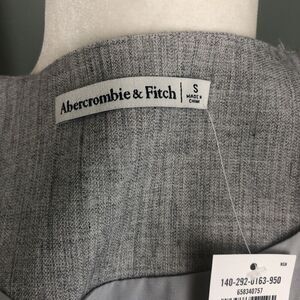 Abercrombie & Fitch
S
MADE IN
CHINA
140-292-0163-950
658340757